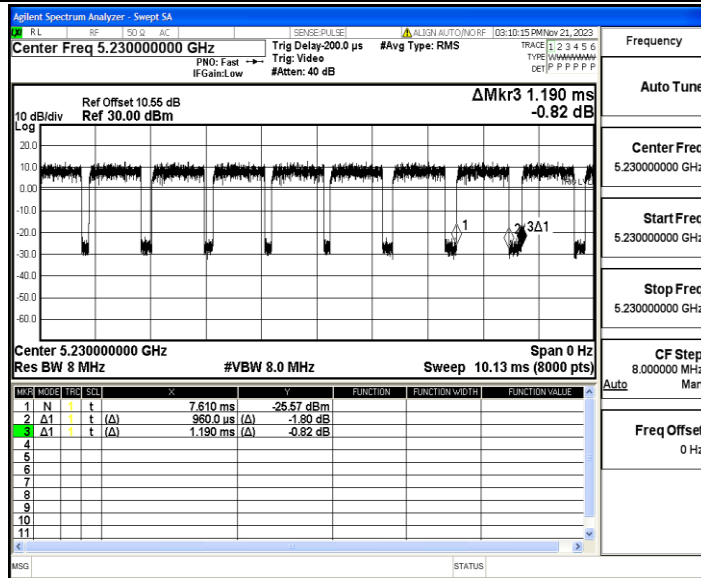 Agilent Spectrum Analyzer - Swept SA
RL RF 50 Ω AC SENSE:PULSE ALIGN AUTO/NO RF 03:10:15 PM Nov 21, 2023
Center Freq 5.230000000 GHz
PNO: Fast
IFGain:Low
Trig Delay-200.0 µs
Trig: Video
#Atten: 40 dB
#Avg Type: RMS
TRACE 1 2 3 4 5 6
TYPE
DET P P P P P P
Frequency
Ref Offset 10.55 dB
10 dB/div Ref 30.00 dBm
Log
ΔMkr3 1.190 ms
-0.82 dB
20.0
10.0
0.00
-10.0
-20.0
-30.0
-40.0
-50.0
-60.0
1
2
3Δ1
Center 5.230000000 GHz
Span 0 Hz
Res BW 8 MHz
#VBW 8.0 MHz
Sweep 10.13 ms (8000 pts)
MKR MODE TRC SCL X Y FUNCTION FUNCTION WIDTH FUNCTION VALUE
1 N 1 t 7.610 ms -25.57 dBm
2 Δ1 1 t (Δ) 960.0 µs (Δ) -1.80 dB
3 Δ1 1 t (Δ) 1.190 ms (Δ) -0.82 dB
4
5
6
7
8
9
10
11
MSG
STATUS
Auto Tune
Center Freq
5.230000000 GHz
Start Freq
5.230000000 GHz
Stop Freq
5.230000000 GHz
CF Step
8.000000 MHz
Auto Man
Freq Offset
0 Hz